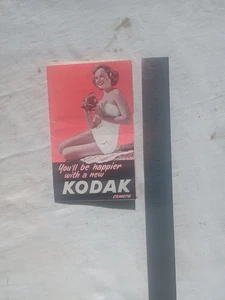 You'll be happier
with a new
KODAK
CAMERA